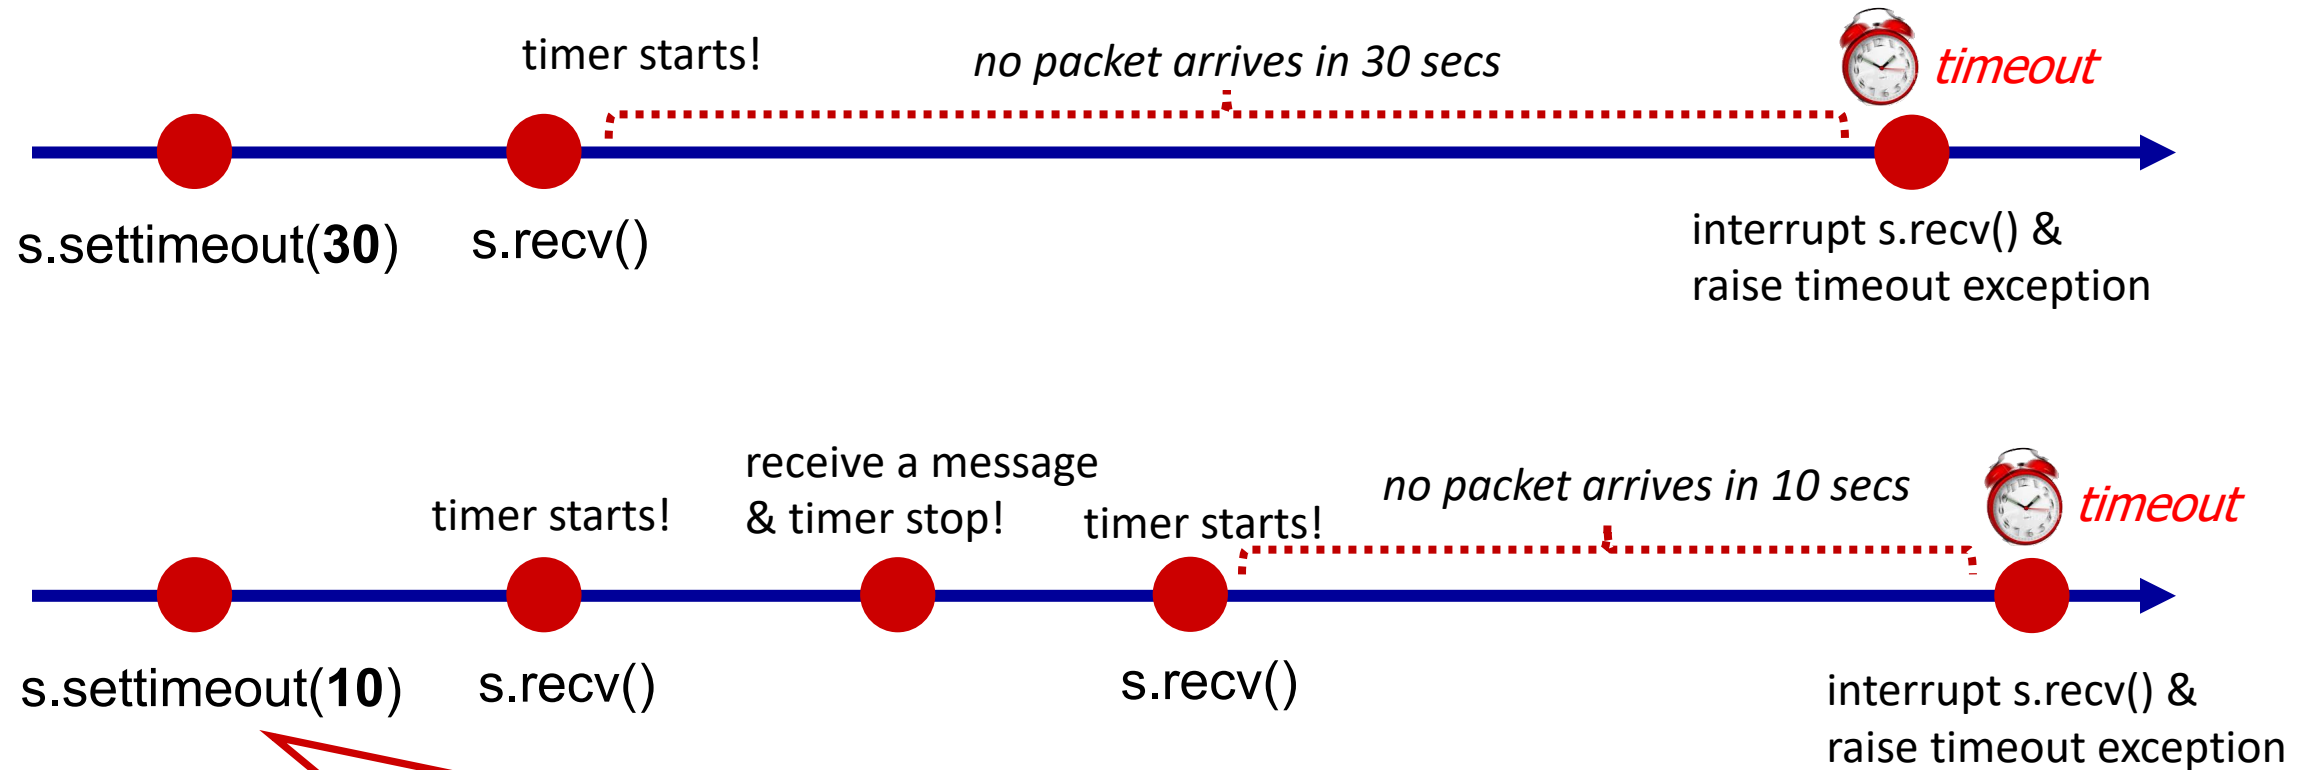 timer starts!
no packet arrives in 30 secs
timeout
s.settimeout(30)
s.recv()
interrupt s.recv() &
raise timeout exception
timer starts!
receive a message
& timer stop!
timer starts!
no packet arrives in 10 secs
timeout
s.settimeout(10)
s.recv()
s.recv()
interrupt s.recv() &
raise timeout exception